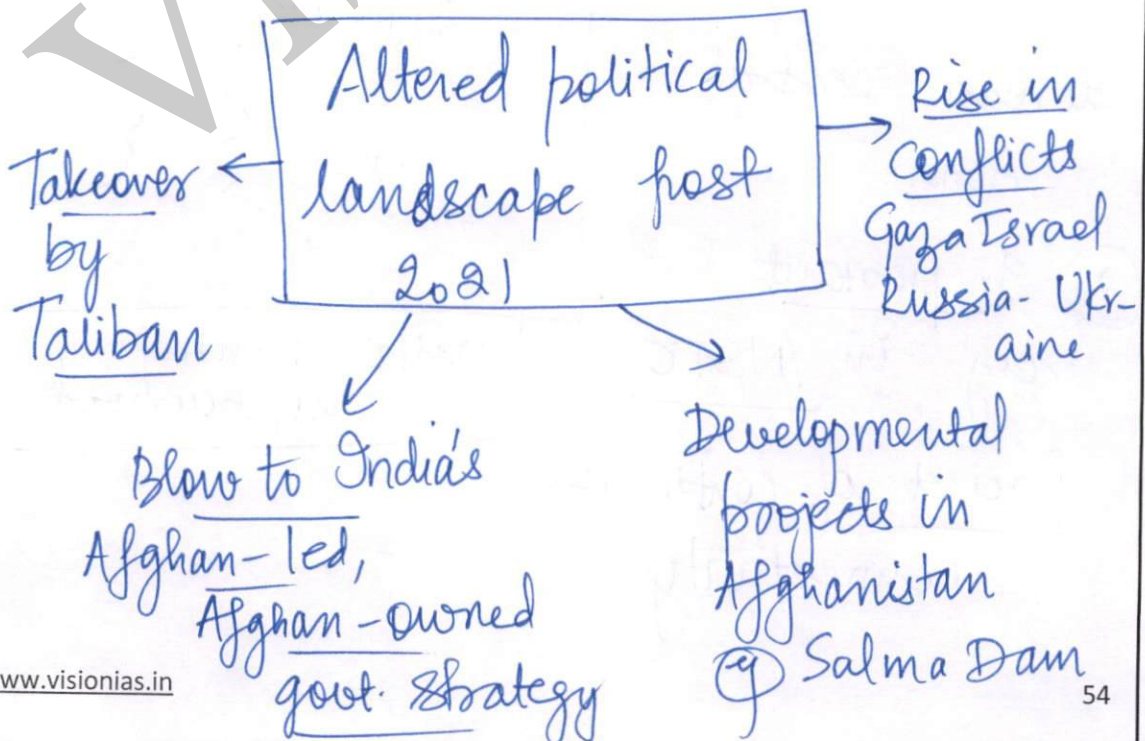 Altered political
landscape post
2021
Takeover
by
Taliban
Rise in
conflicts
Gaza Israel
Russia - Ukr-
aine
Blow to India's
Afghan-led,
Afghan-owned
govt. strategy
Developmental
projects in
Afghanistan
eg Salma Dam
www.visionias.in
54